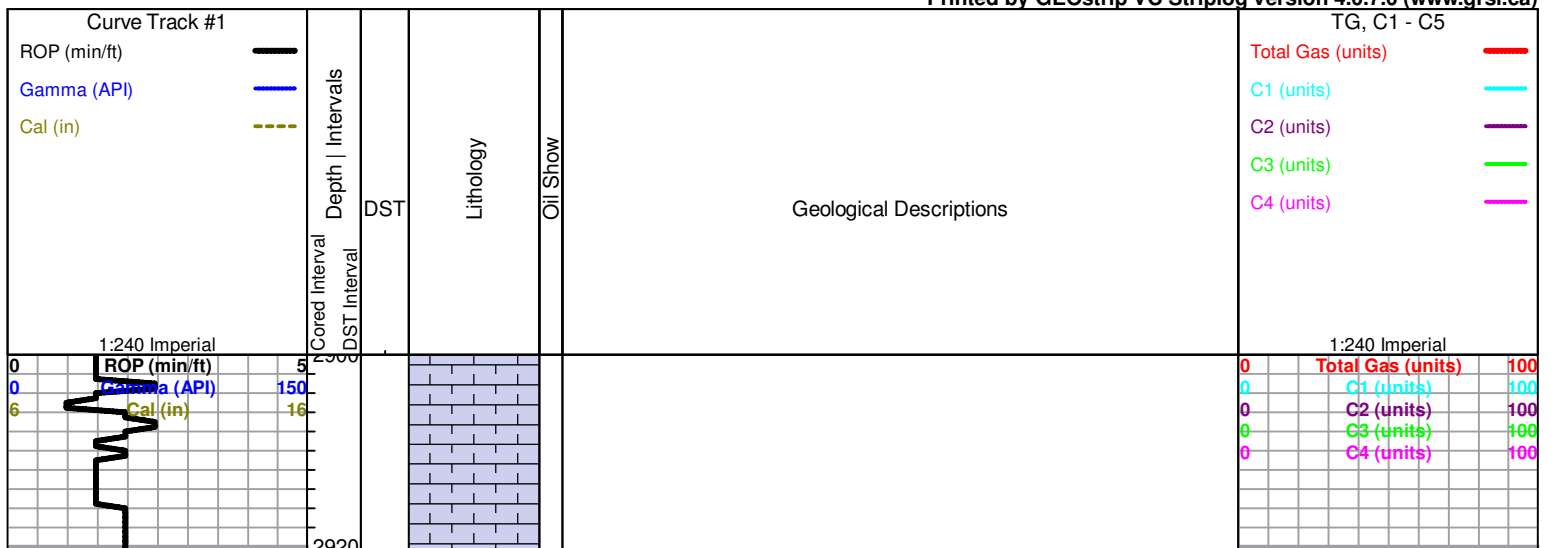 Printed by GEOstrip VC Striplog version 4.0.7.0 (www.grsi.ca)
Curve Track #1
ROP (min/ft)
Gamma (API)
Cal (in)
1:240 Imperial
Depth | Intervals
Cored Interval
DST Interval
DST
Lithology
Oil Show
Geological Descriptions
TG, C1 - C5
Total Gas (units)
C1 (units)
C2 (units)
C3 (units)
C4 (units)
1:240 Imperial
0 ROP (min/ft) 5
0 Gamma (API) 150
6 Cal (in) 16
2900
2920
0 Total Gas (units) 100
0 C1 (units) 100
0 C2 (units) 100
0 C3 (units) 100
0 C4 (units) 100